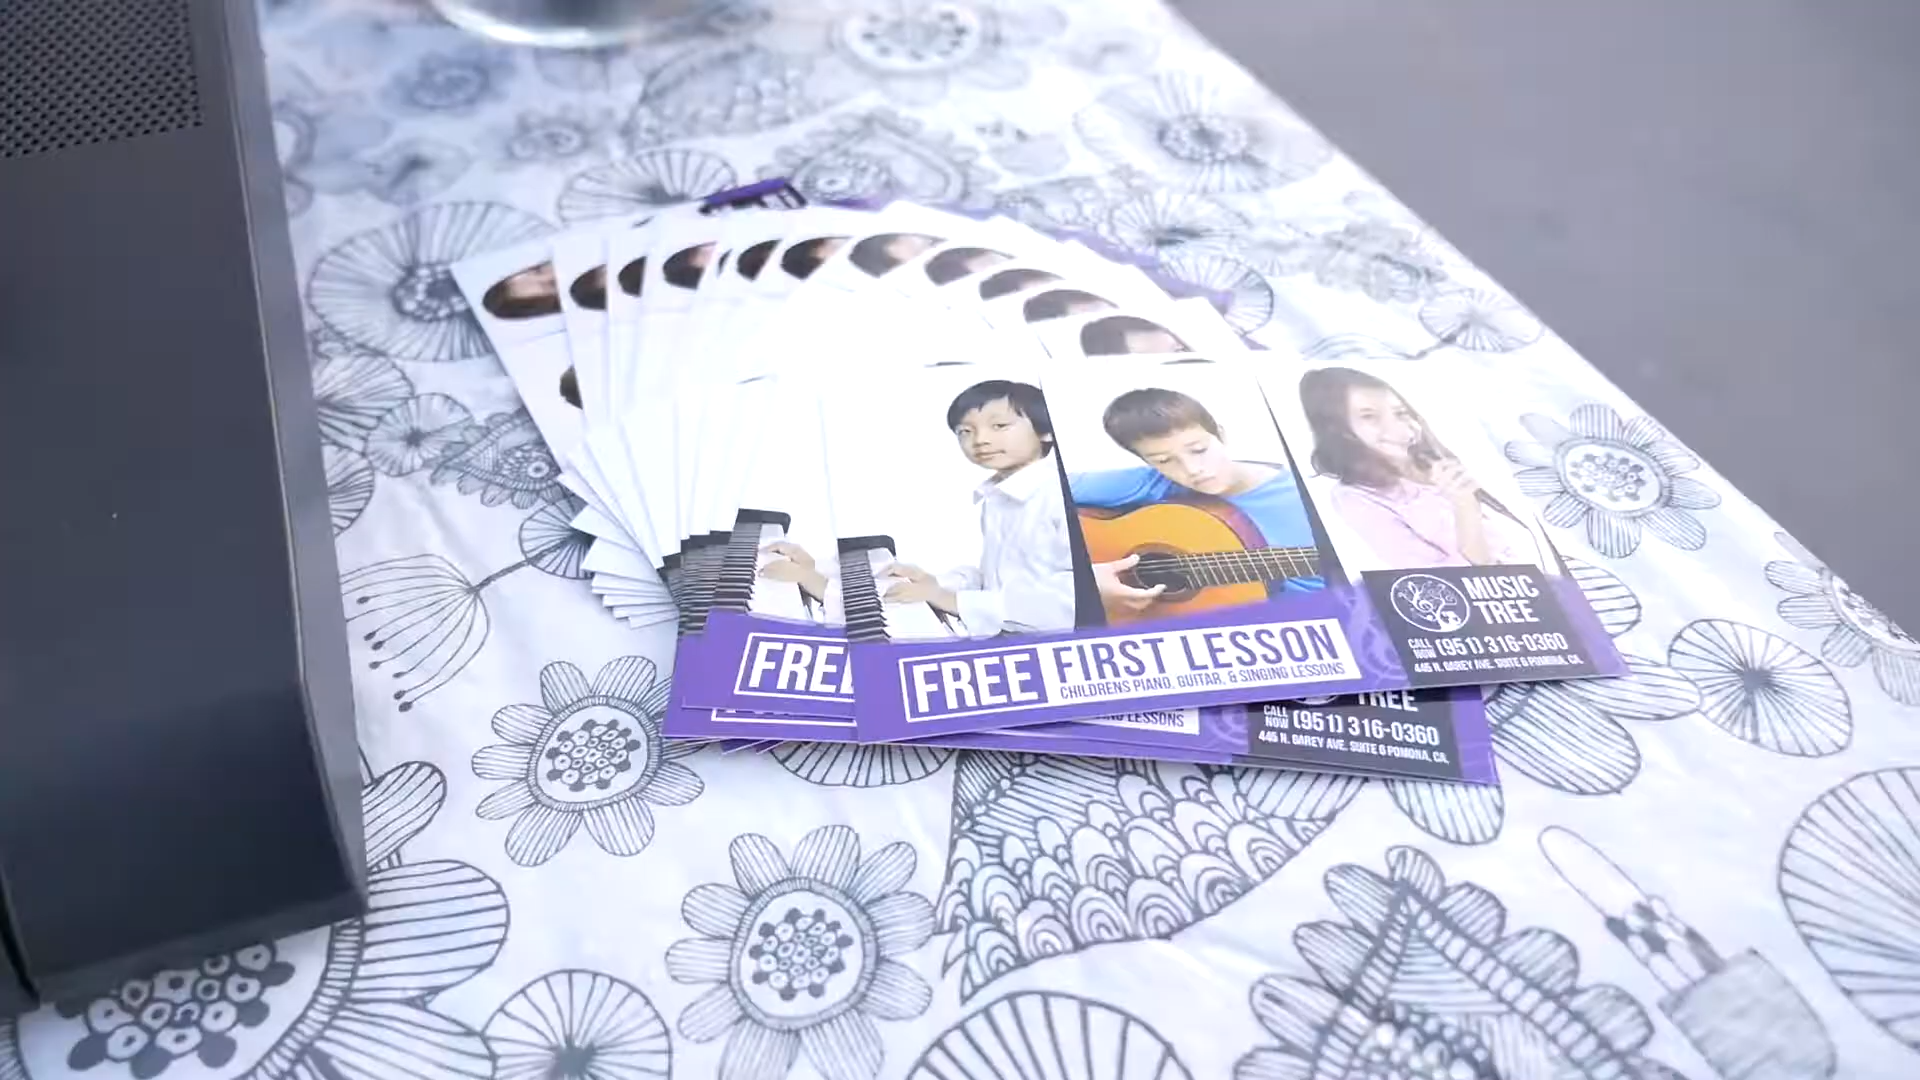 FREE FIRST LESSON
CHILDRENS PIANO, GUITAR, & SINGING LESSONS
MUSIC
TREE
CALL NOW (951) 316-0360
445 N. GAREY AVE. SUITE 6 POMONA, CA.
FREE
LESSONS
TREE
CALL NOW (951) 316-0360
445 N. GAREY AVE. SUITE 6 POMONA, CA.